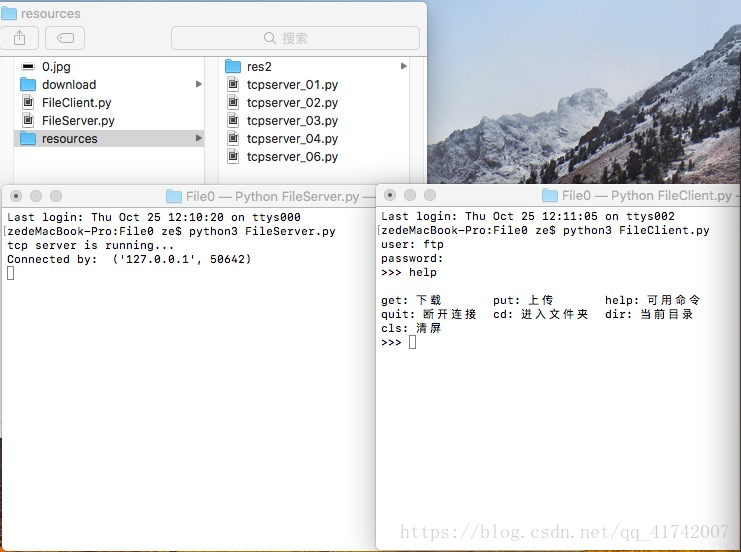 resources
搜索
0.jpg
download
FileClient.py
FileServer.py
resources
res2
tcpserver_01.py
tcpserver_02.py
tcpserver_03.py
tcpserver_04.py
tcpserver_06.py
File0 — Python FileServer.py —
Last login: Thu Oct 25 12:10:20 on ttys000
[zedeMacBook-Pro:File0 ze$ python3 FileServer.py
tcp server is running...
Connected by:  ('127.0.0.1', 50642)
File0 — Python FileClient.py
Last login: Thu Oct 25 12:11:05 on ttys002
[zedeMacBook-Pro:File0 ze$ python3 FileClient.py
user: ftp
password:
>>> help
get: 下载 put: 上传 help: 可用命令
quit: 断开连接 cd: 进入文件夹 dir: 当前目录
cls: 清屏
>>>
https://blog.csdn.net/qq_41742007